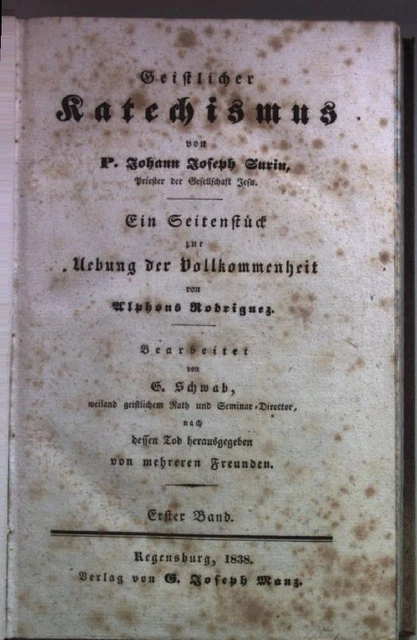 Geistlicher
Katechismus
von
P. Johann Joseph Surin,
Priester der Gesellschaft Jesu.
Ein Seitenstück
zur
Uebung der Vollkommenheit
von
Alphons Rodriguez.
Bearbeitet
von
G. Schwab,
weiland geistlichem Rath und Seminar-Director,
nach
dessen Tod herausgegeben
von mehreren Freunden.
Erster Band.
Regensburg, 1838.
Verlag von G. Joseph Manz.